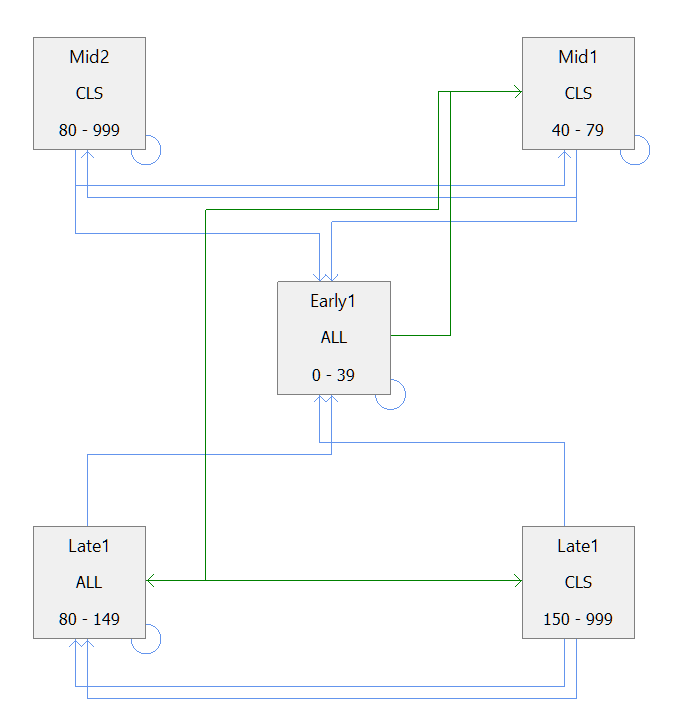 Mid2
CLS
80 - 999
Mid1
CLS
40 - 79
Early1
ALL
0 - 39
Late1
ALL
80 - 149
Late1
CLS
150 - 999